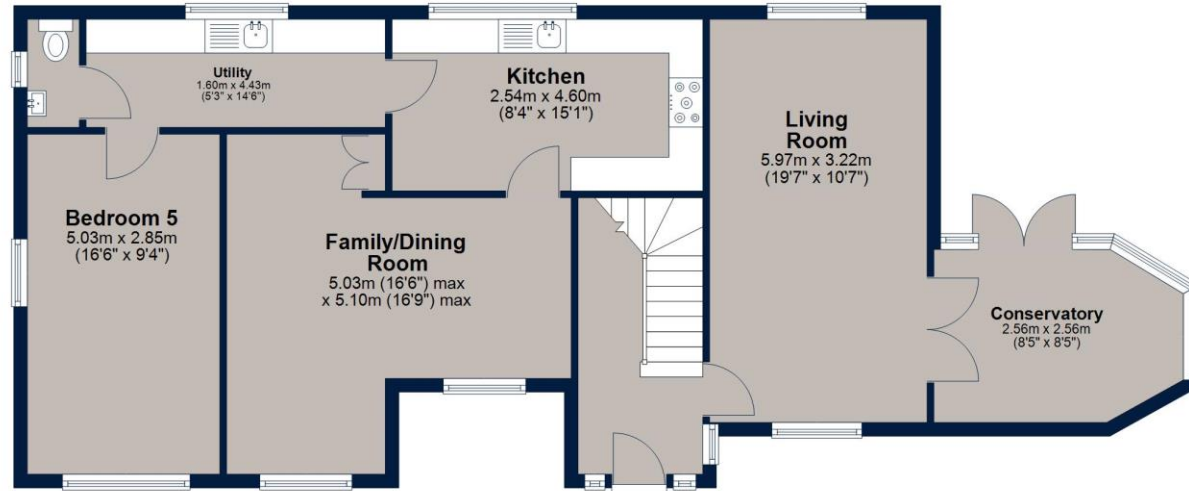 Utility
1.60m x 4.43m
(5'3" x 14'6")
Kitchen
2.54m x 4.60m
(8'4" x 15'1")
Living
Room
5.97m x 3.22m
(19'7" x 10'7")
Bedroom 5
5.03m x 2.85m
(16'6" x 9'4")
Family/Dining
Room
5.03m (16'6") max
x 5.10m (16'9") max
Conservatory
2.56m x 2.56m
(8'5" x 8'5")